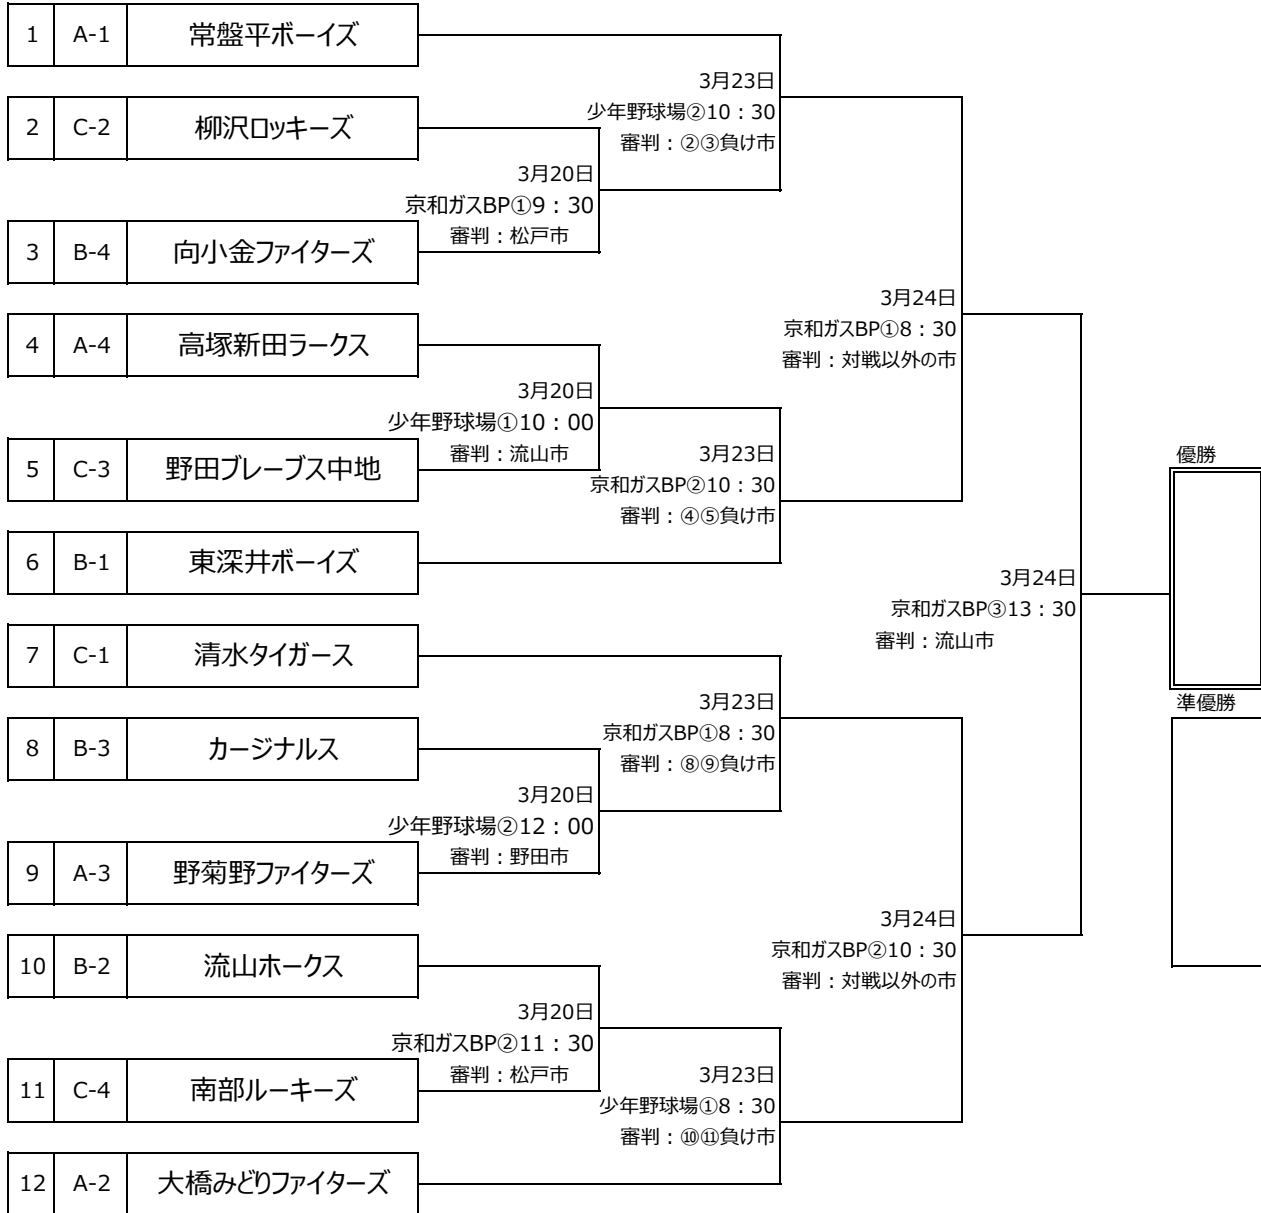 1 A-1 常盤平ボーイズ
3月23日
少年野球場②10：30
審判：②③負け市
2 C-2 柳沢ロッキーズ
3月20日
京和ガスBP①9：30
審判：松戸市
3 B-4 向小金ファイターズ
3月24日
京和ガスBP①8：30
審判：対戦以外の市
4 A-4 高塚新田ラークス
3月20日
少年野球場①10：00
審判：流山市
5 C-3 野田ブレーブス中地
3月23日
京和ガスBP②10：30
審判：④⑤負け市
優勝
6 B-1 東深井ボーイズ
3月24日
京和ガスBP③13：30
審判：流山市
7 C-1 清水タイガース
3月23日
京和ガスBP①8：30
審判：⑧⑨負け市
準優勝
8 B-3 カージナルス
3月20日
少年野球場②12：00
審判：野田市
9 A-3 野菊野ファイターズ
3月24日
京和ガスBP②10：30
審判：対戦以外の市
10 B-2 流山ホークス
3月20日
京和ガスBP②11：30
審判：松戸市
11 C-4 南部ルーキーズ
3月23日
少年野球場①8：30
審判：⑩⑪負け市
12 A-2 大橋みどりファイターズ